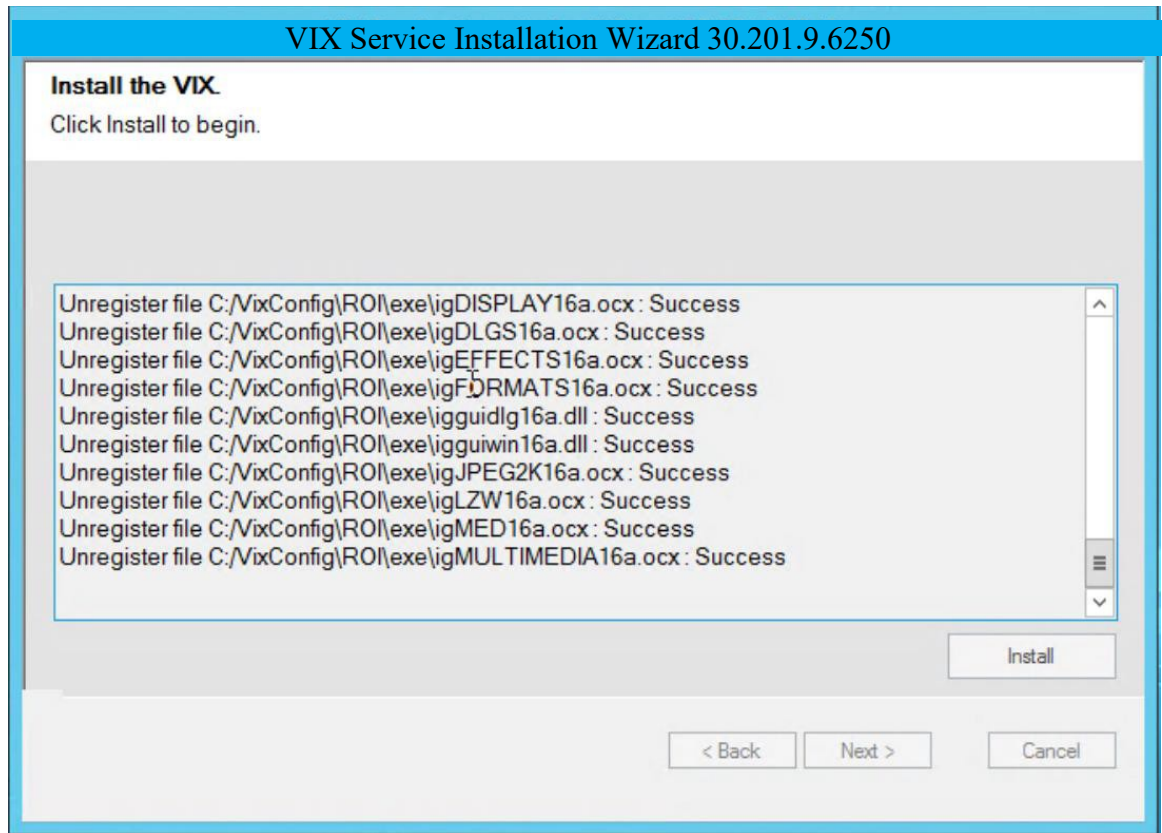 VIX Service Installation Wizard 30.201.9.6250
Install the VIX.
Click Install to begin.
Unregister file C:/VixConfig\ROI\exe\igDISPLAY16a.ocx : Success
Unregister file C:/VixConfig\ROI\exe\igDLGS16a.ocx : Success
Unregister file C:/VixConfig\ROI\exe\igEFFECTS16a.ocx : Success
Unregister file C:/VixConfig\ROI\exe\igFORMATS16a.ocx : Success
Unregister file C:/VixConfig\ROI\exe\igguidlg16a.dll : Success
Unregister file C:/VixConfig\ROI\exe\igguiwin16a.dll : Success
Unregister file C:/VixConfig\ROI\exe\igJPEG2K16a.ocx : Success
Unregister file C:/VixConfig\ROI\exe\igLZW16a.ocx : Success
Unregister file C:/VixConfig\ROI\exe\igMED16a.ocx : Success
Unregister file C:/VixConfig\ROI\exe\igMULTIMEDIA16a.ocx : Success
Install
< Back Next > Cancel